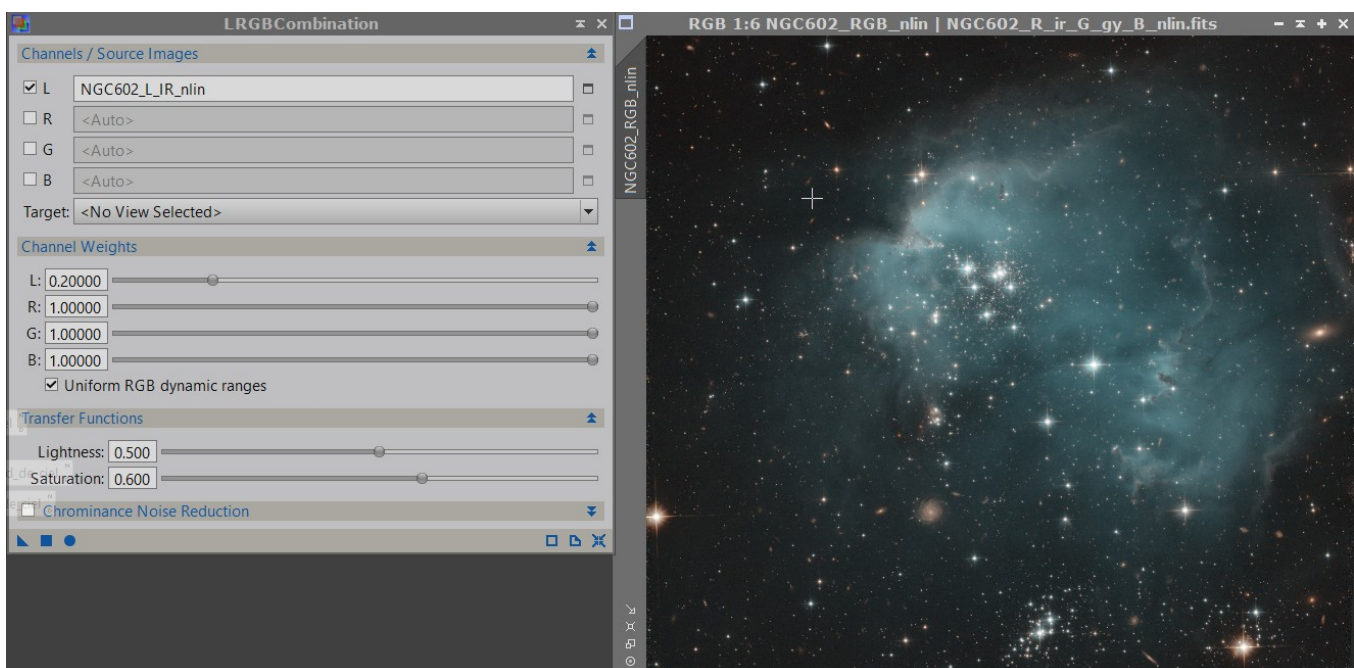 LRGBCombination
Channels / Source Images
L NGC602_L_IR_nlin
R <Auto>
G <Auto>
B <Auto>
Target: <No View Selected>
Channel Weights
L: 0.20000
R: 1.00000
G: 1.00000
B: 1.00000
Uniform RGB dynamic ranges
Transfer Functions
Lightness: 0.500
Saturation: 0.600
Chrominance Noise Reduction
RGB 1:6 NGC602_RGB_nlin | NGC602_R_ir_G_gy_B_nlin.fits
NGC602_RGB_nlin